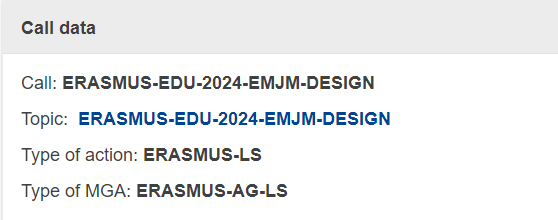 Call data
Call: ERASMUS-EDU-2024-EMJM-DESIGN
Topic: ERASMUS-EDU-2024-EMJM-DESIGN
Type of action: ERASMUS-LS
Type of MGA: ERASMUS-AG-LS